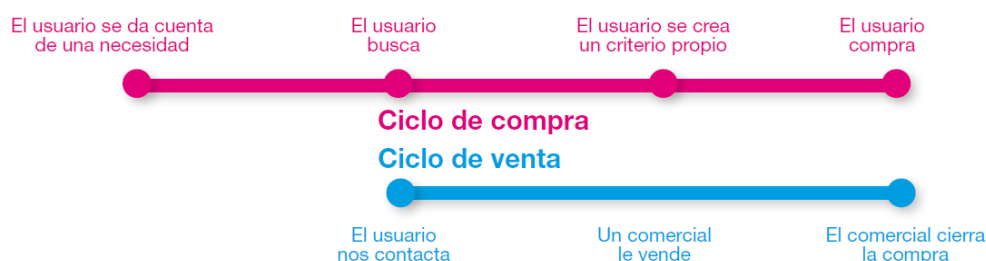 El usuario se da cuenta
de una necesidad
El usuario
busca
El usuario se crea
un criterio propio
El usuario
compra
Ciclo de compra
Ciclo de venta
El usuario
nos contacta
Un comercial
le vende
El comercial cierra
la compra